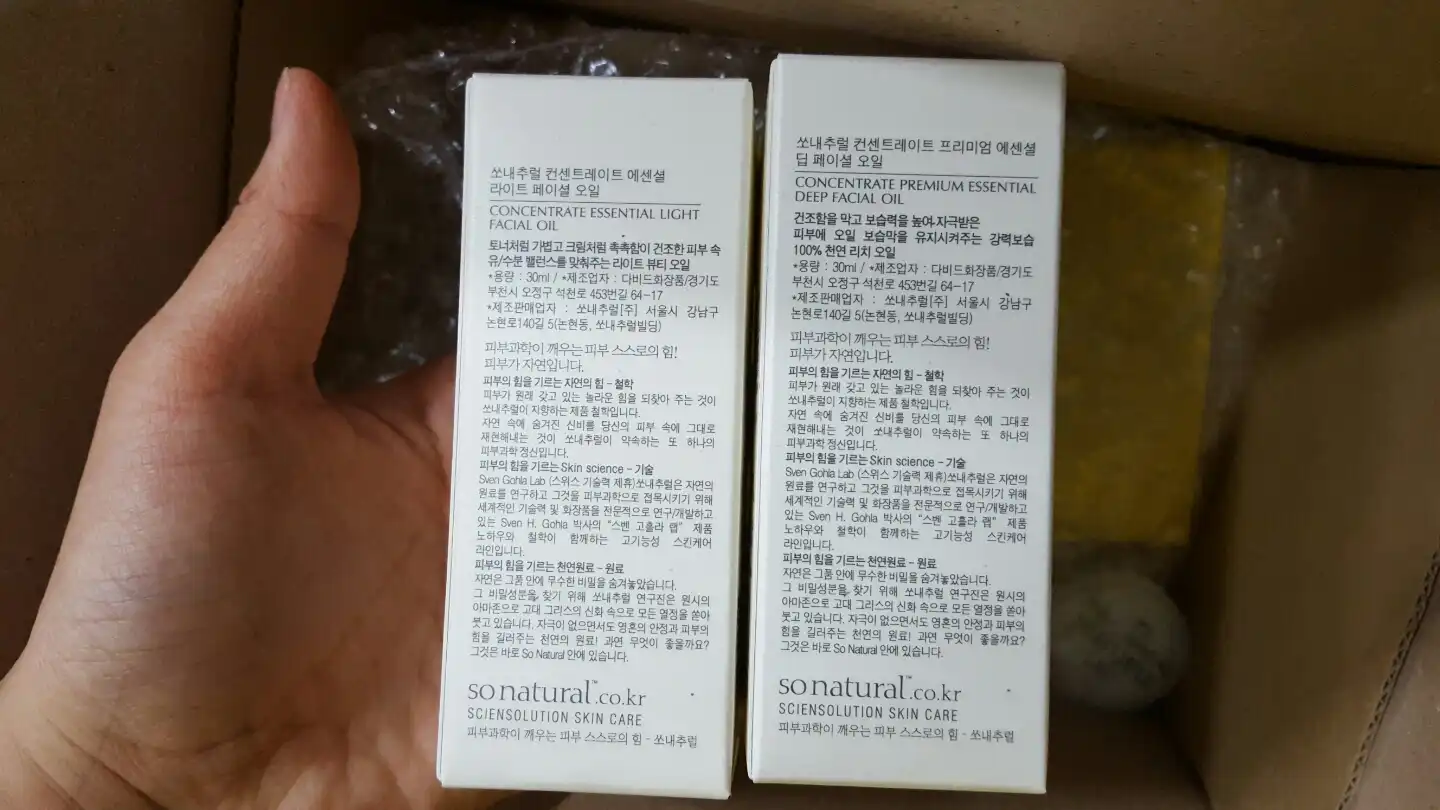 쏘내추럴 컨센트레이트 에센셜
라이트 페이셜 오일
CONCENTRATE ESSENTIAL LIGHT
FACIAL OIL
토너처럼 가볍고 크림처럼 촉촉함이 건조한 피부 속
유/수분 밸런스를 맞춰주는 라이트 뷰티 오일
*용량 : 30ml / *제조업자 : 다비드화장품/경기도
부천시 오정구 석천로 453번길 64-17
*제조판매업자 : 쏘내추럴[주] 서울시 강남구
논현로140길 5(논현동, 쏘내추럴빌딩)
피부과학이 깨우는 피부 스스로의 힘!
피부가 자연입니다.
피부의 힘을 기르는 자연의 힘 - 철학
피부가 원래 갖고 있는 놀라운 힘을 되찾아 주는 것이
쏘내추럴이 지향하는 제품 철학입니다.
자연 속에 숨겨진 신비를 당신의 피부 속에 그대로
재현해내는 것이 쏘내추럴이 약속하는 또 하나의
피부과학 정신입니다.
피부의 힘을 기르는 Skin science - 기술
Sven Gohla Lab (스위스 기술력 제휴)쏘내추럴은 자연의
원료를 연구하고 그것을 피부과학으로 접목시키기 위해
세계적인 기술력 및 화장품을 전문적으로 연구/개발하고
있는 Sven H. Gohla 박사의 “스벤 고흘라 랩” 제품
노하우와 철학이 함께하는 고기능성 스킨케어
라인입니다.
피부의 힘을 기르는 천연원료 - 원료
자연은 그품 안에 무수한 비밀을 숨겨놓았습니다.
그 비밀성분을 찾기 위해 쏘내추럴 연구진은 원시의
아마존으로 고대 그리스의 신화 속으로 모든 열정을 쏟아
붓고 있습니다. 자극이 없으면서도 영혼의 안정과 피부의
힘을 길러주는 천연의 원료! 과연 무엇이 좋을까요?
그것은 바로 So Natural 안에 있습니다.
so natural™.co.kr
SCIENSOLUTION SKIN CARE
피부과학이 깨우는 피부 스스로의 힘 - 쏘내추럴
쏘내추럴 컨센트레이트 프리미엄 에센셜
딥 페이셜 오일
CONCENTRATE PREMIUM ESSENTIAL
DEEP FACIAL OIL
건조함을 막고 보습력을 높여 자극받은
피부에 오일 보습막을 유지시켜주는 강력보습
100% 천연 리치 오일
*용량 : 30ml / *제조업자 : 다비드화장품/경기도
부천시 오정구 석천로 453번길 64-17
*제조판매업자 : 쏘내추럴[주] 서울시 강남구
논현로140길 5(논현동, 쏘내추럴빌딩)
피부과학이 깨우는 피부 스스로의 힘!
피부가 자연입니다.
피부의 힘을 기르는 자연의 힘 - 철학
피부가 원래 갖고 있는 놀라운 힘을 되찾아 주는 것이
쏘내추럴이 지향하는 제품 철학입니다.
자연 속에 숨겨진 신비를 당신의 피부 속에 그대로
재현해내는 것이 쏘내추럴이 약속하는 또 하나의
피부과학 정신입니다.
피부의 힘을 기르는 Skin science - 기술
Sven Gohla Lab (스위스 기술력 제휴)쏘내추럴은 자연의
원료를 연구하고 그것을 피부과학으로 접목시키기 위해
세계적인 기술력 및 화장품을 전문적으로 연구/개발하고
있는 Sven H. Gohla 박사의 “스벤 고흘라 랩” 제품
노하우와 철학이 함께하는 고기능성 스킨케어
라인입니다.
피부의 힘을 기르는 천연원료 - 원료
자연은 그품 안에 무수한 비밀을 숨겨놓았습니다.
그 비밀성분을 찾기 위해 쏘내추럴 연구진은 원시의
아마존으로 고대 그리스의 신화 속으로 모든 열정을 쏟아
붓고 있습니다. 자극이 없으면서도 영혼의 안정과 피부의
힘을 길러주는 천연의 원료! 과연 무엇이 좋을까요?
그것은 바로 So Natural 안에 있습니다.
so natural™.co.kr
SCIENSOLUTION SKIN CARE
피부과학이 깨우는 피부 스스로의 힘 - 쏘내추럴